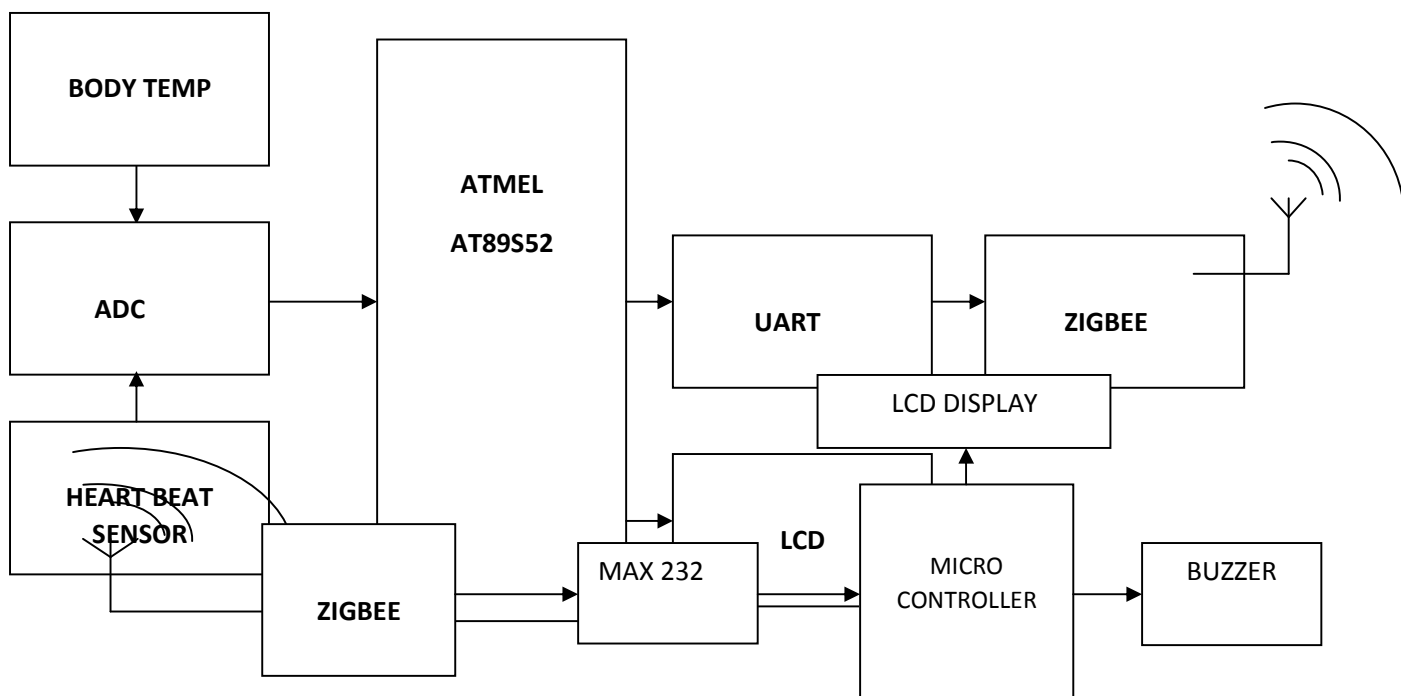 BODY TEMP
ATMEL
AT89S52
ADC
UART
ZIGBEE
LCD DISPLAY
HEART BEAT
SENSOR
LCD
MAX 232
MICRO
CONTROLLER
BUZZER
ZIGBEE